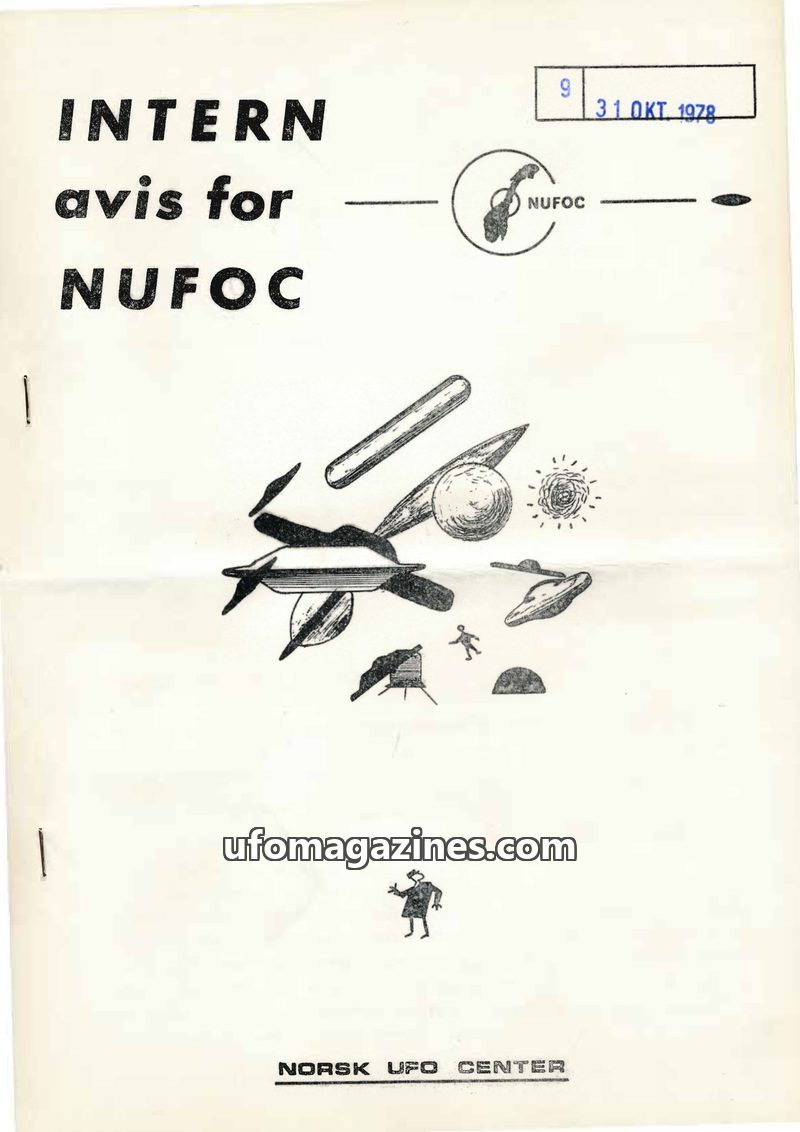 INTERN
avis for
NUFOC
9
31 OKT. 1978
NUFOC
ufomagazines.com
NORSK UFO CENTER